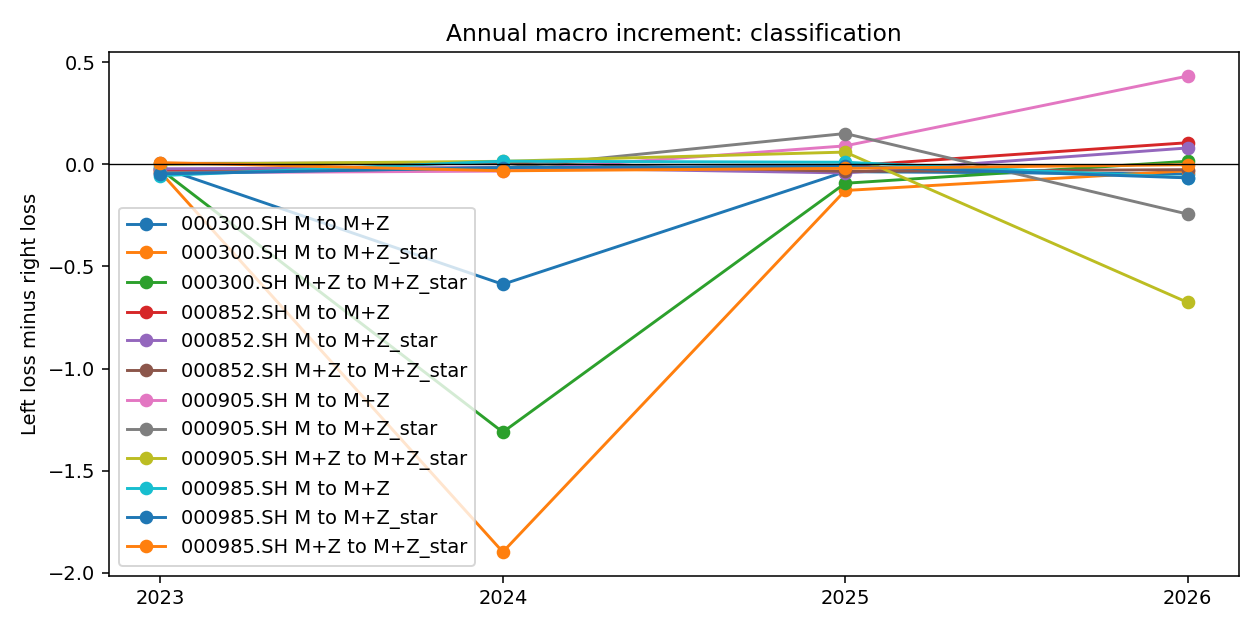 Annual macro increment: classification
Left loss minus right loss
0.5
0.0
−0.5
−1.0
−1.5
−2.0
000300.SH M to M+Z
000300.SH M to M+Z_star
000300.SH M+Z to M+Z_star
000852.SH M to M+Z
000852.SH M to M+Z_star
000852.SH M+Z to M+Z_star
000905.SH M to M+Z
000905.SH M to M+Z_star
000905.SH M+Z to M+Z_star
000985.SH M to M+Z
000985.SH M to M+Z_star
000985.SH M+Z to M+Z_star
2023 2024 2025 2026